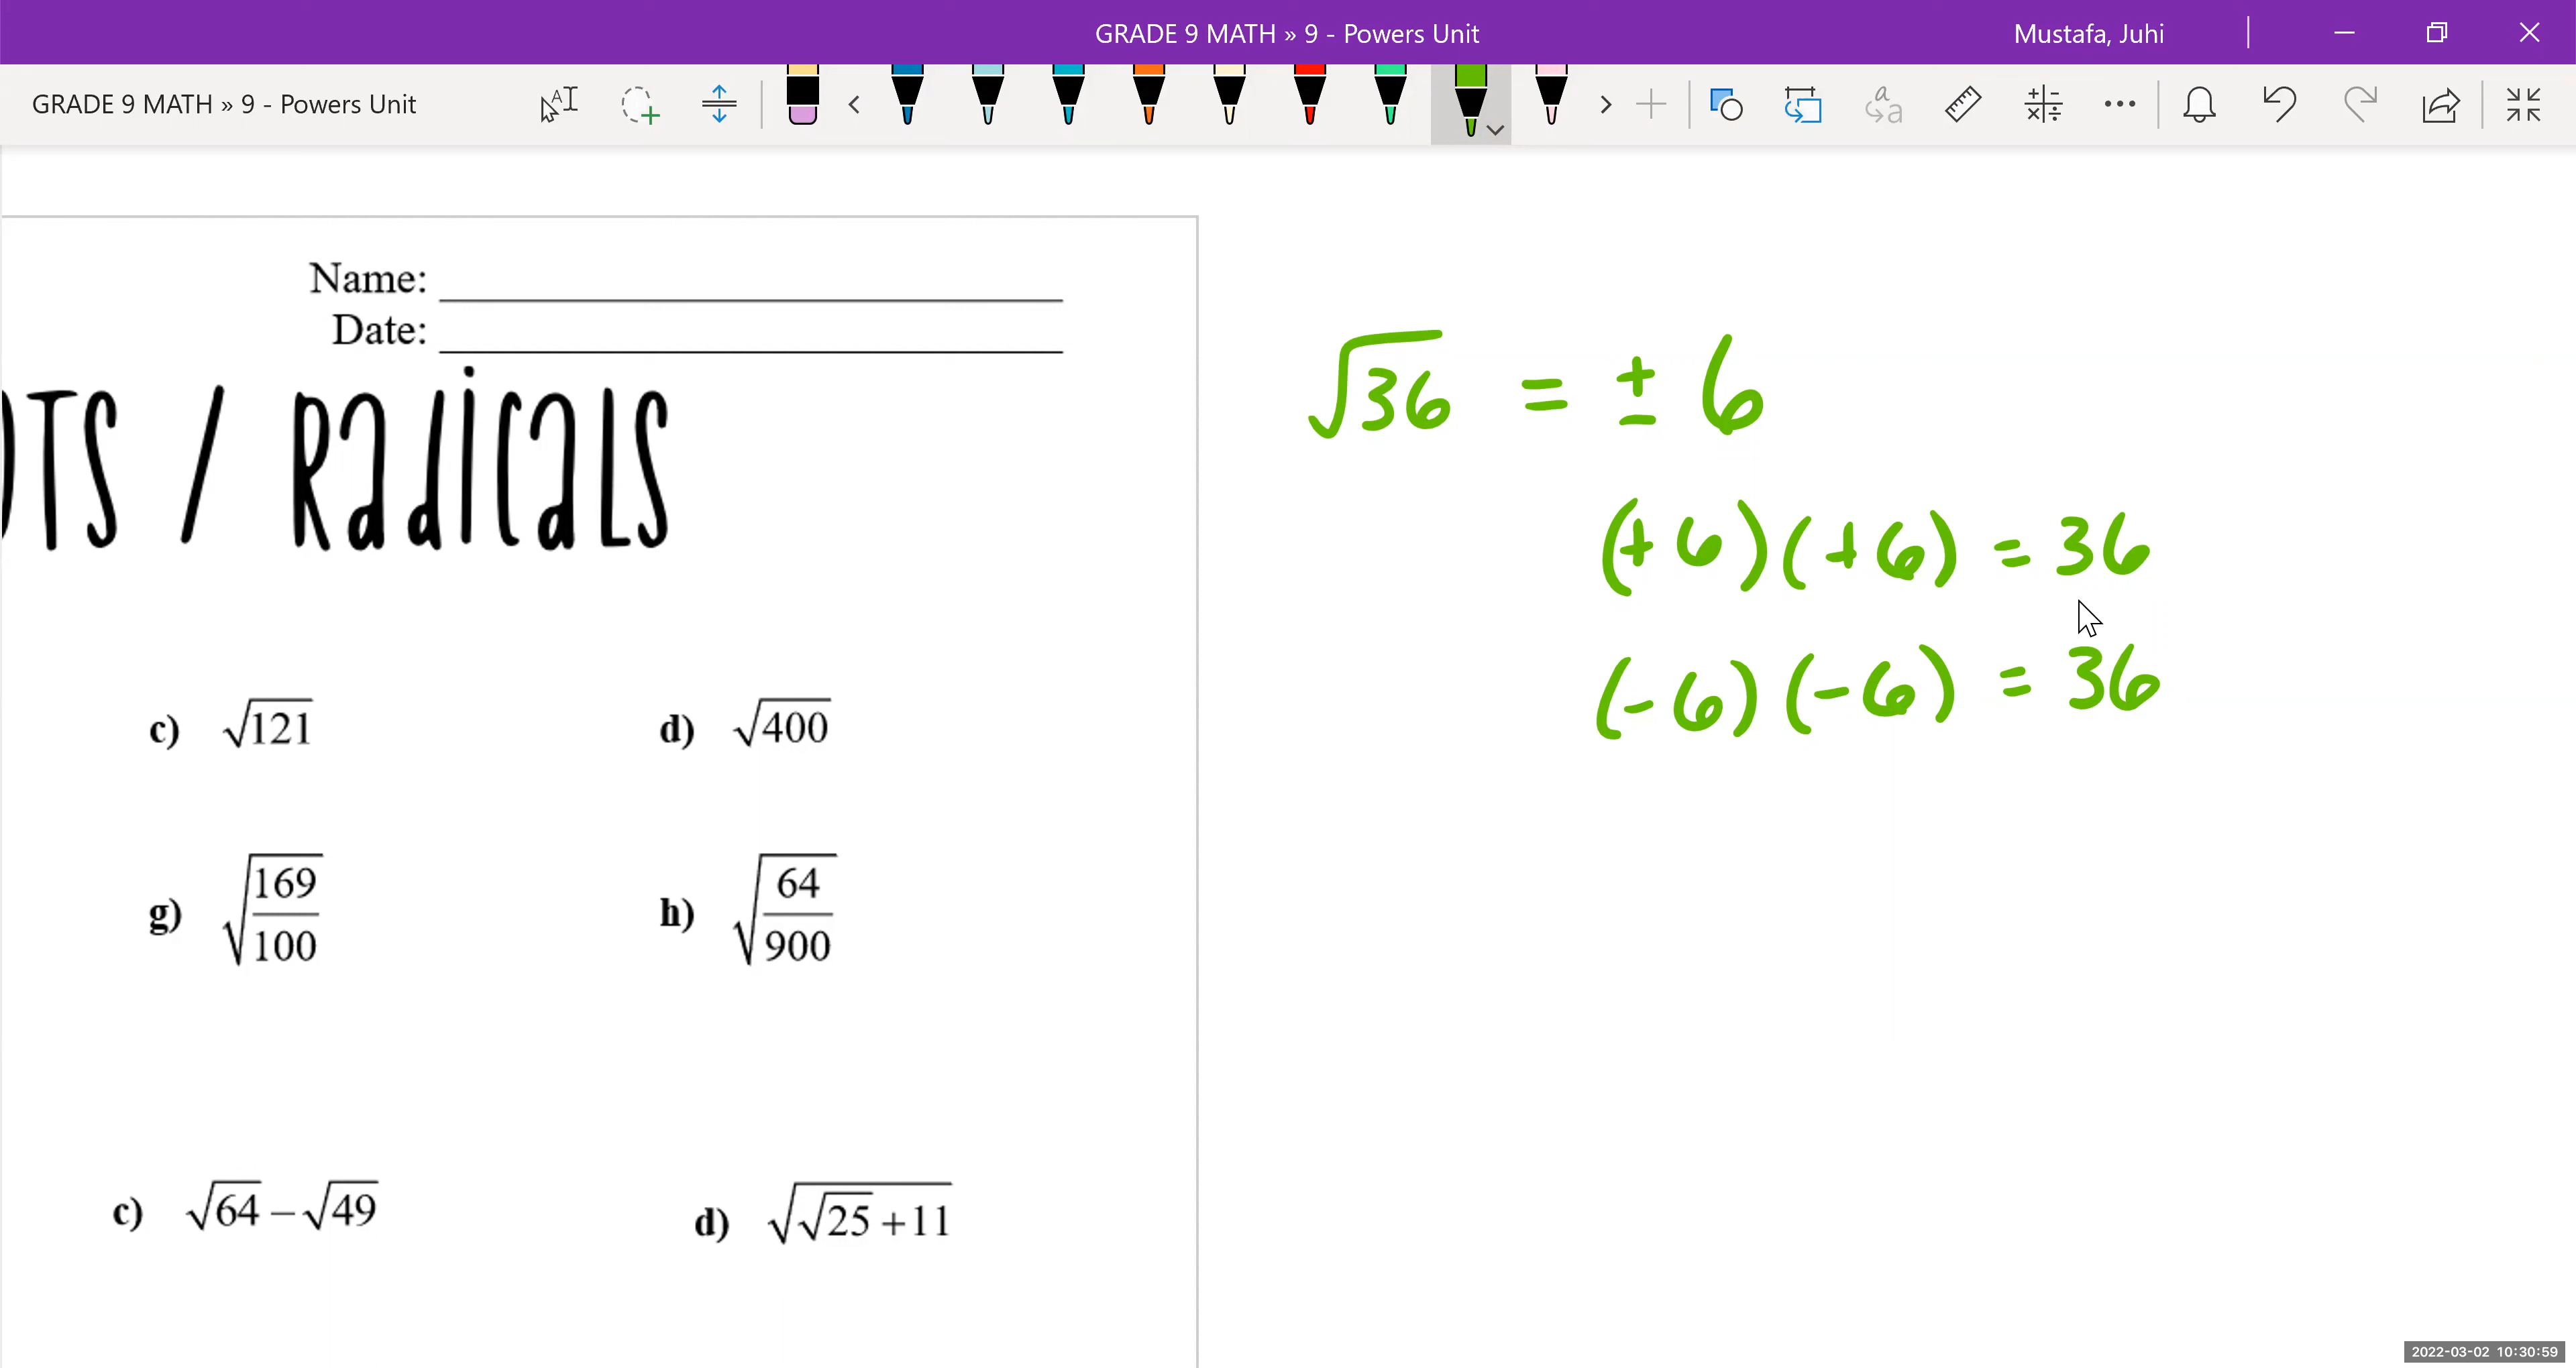 GRADE 9 MATH » 9 - Powers Unit
Mustafa, Juhi
GRADE 9 MATH » 9 - Powers Unit
Name:
Date:
OTS / Radicals
c) √121
d) √400
g) √(169/100)
h) √(64/900)
c) √64 − √49
d) √(√25 + 11)
√36 = ± 6
(+6)(+6) = 36
(-6)(-6) = 36
2022-03-02 10:30:59